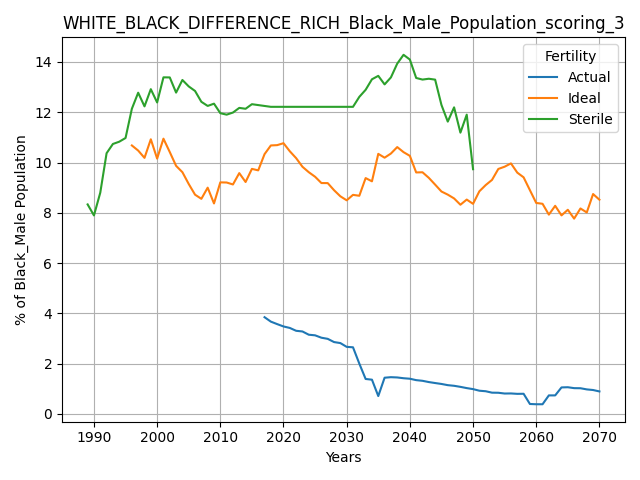 WHITE_BLACK_DIFFERENCE_RICH_Black_Male_Population_scoring_3
% of Black_Male Population
14
12
10
8
6
4
2
0
Fertility
Actual
Ideal
Sterile
1990 2000 2010 2020 2030 2040 2050 2060 2070
Years